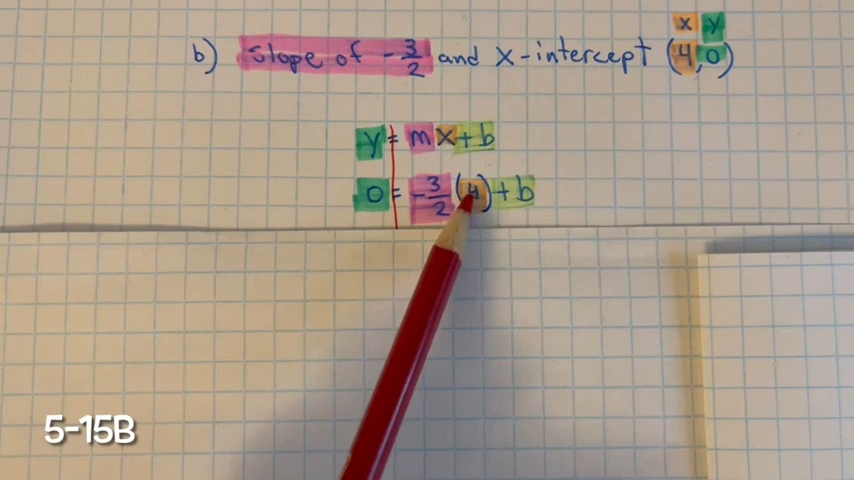 x y
b) Slope of -3/2 and X-intercept (4,0)
y = mx+b
0 = -3/2 (4)+b
5-15B